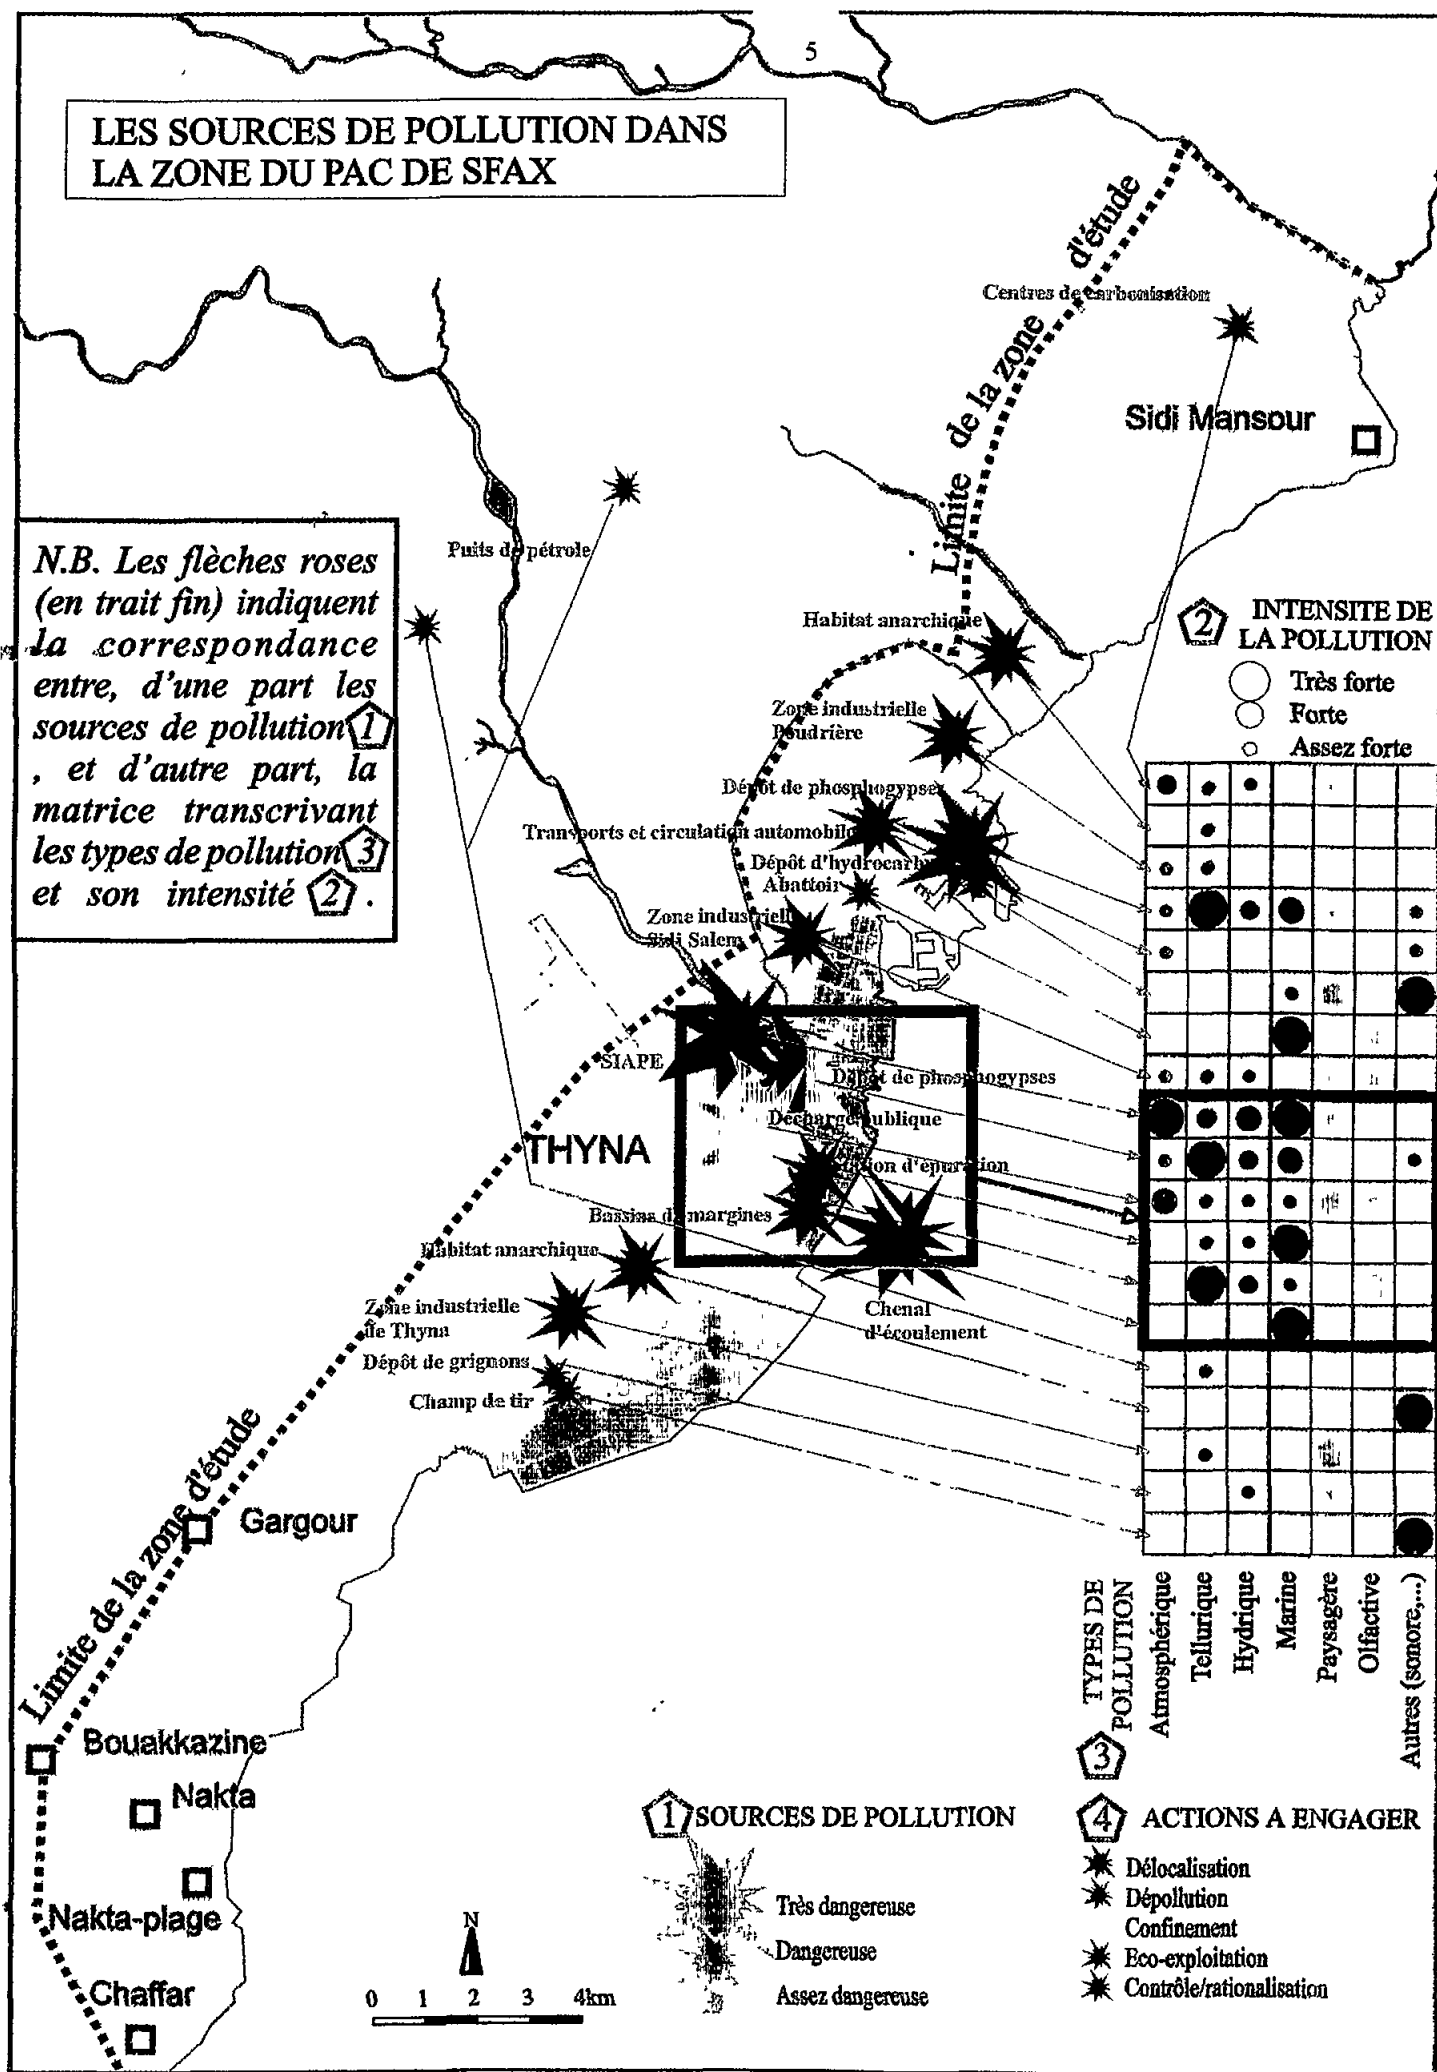 5
LES SOURCES DE POLLUTION DANS
LA ZONE DU PAC DE SFAX
Limite de la zone d'étude
Centres de carbonisation
Sidi Mansour
Puits de pétrole
N.B. Les flèches roses
(en trait fin) indiquent
la correspondance
entre, d'une part les
sources de pollution 1
, et d'autre part, la
matrice transcrivant
les types de pollution 3
et son intensité 2 .
2 INTENSITE DE
LA POLLUTION
Très forte
Forte
Assez forte
Habitat anarchique
Zone industrielle
Poudrière
Dépôt de phosphogypses
Transports et circulation automobile
Dépôt d'hydrocarb
Abattoir
Zone industriell
Sidi Salem
SIAPE
Dépôt de phosphogypses
Décharge publique
THYNA
tation d'épuration
Bassins de margines
Habitat anarchique
Zone industrielle
de Thyna
Chenal
d'écoulement
Dépôt de grignons
Champ de tir
Limite de la zone d'étude
Gargour
Bouakkazine
Nakta
Nakta-plage
Chaffar
3 TYPES DE
POLLUTION
Atmosphérique
Tellurique
Hydrique
Marine
Paysagère
Olfactive
Autres (sonore,...)
1 SOURCES DE POLLUTION
Très dangereuse
Dangereuse
Assez dangereuse
4 ACTIONS A ENGAGER
Délocalisation
Dépollution
Confinement
Eco-exploitation
Contrôle/rationalisation
N
0 1 2 3 4km